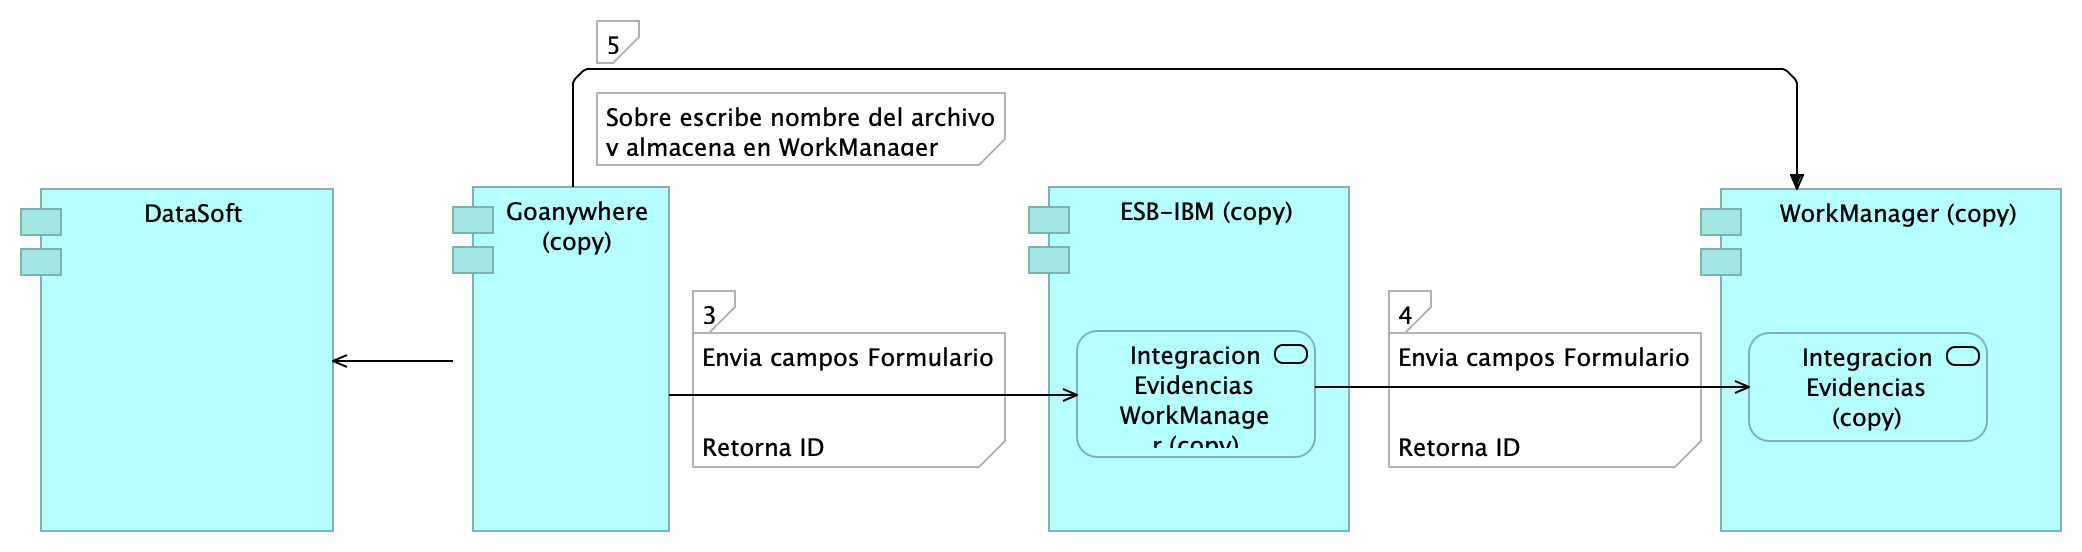 5
Sobre escribe nombre del archivo
y almacena en WorkManager
DataSoft
Goanywhere
(copy)
ESB-IBM (copy)
WorkManager (copy)
3
Envia campos Formulario
Retorna ID
Integracion
Evidencias
WorkManage
r (copy)
4
Envia campos Formulario
Retorna ID
Integracion
Evidencias
(copy)